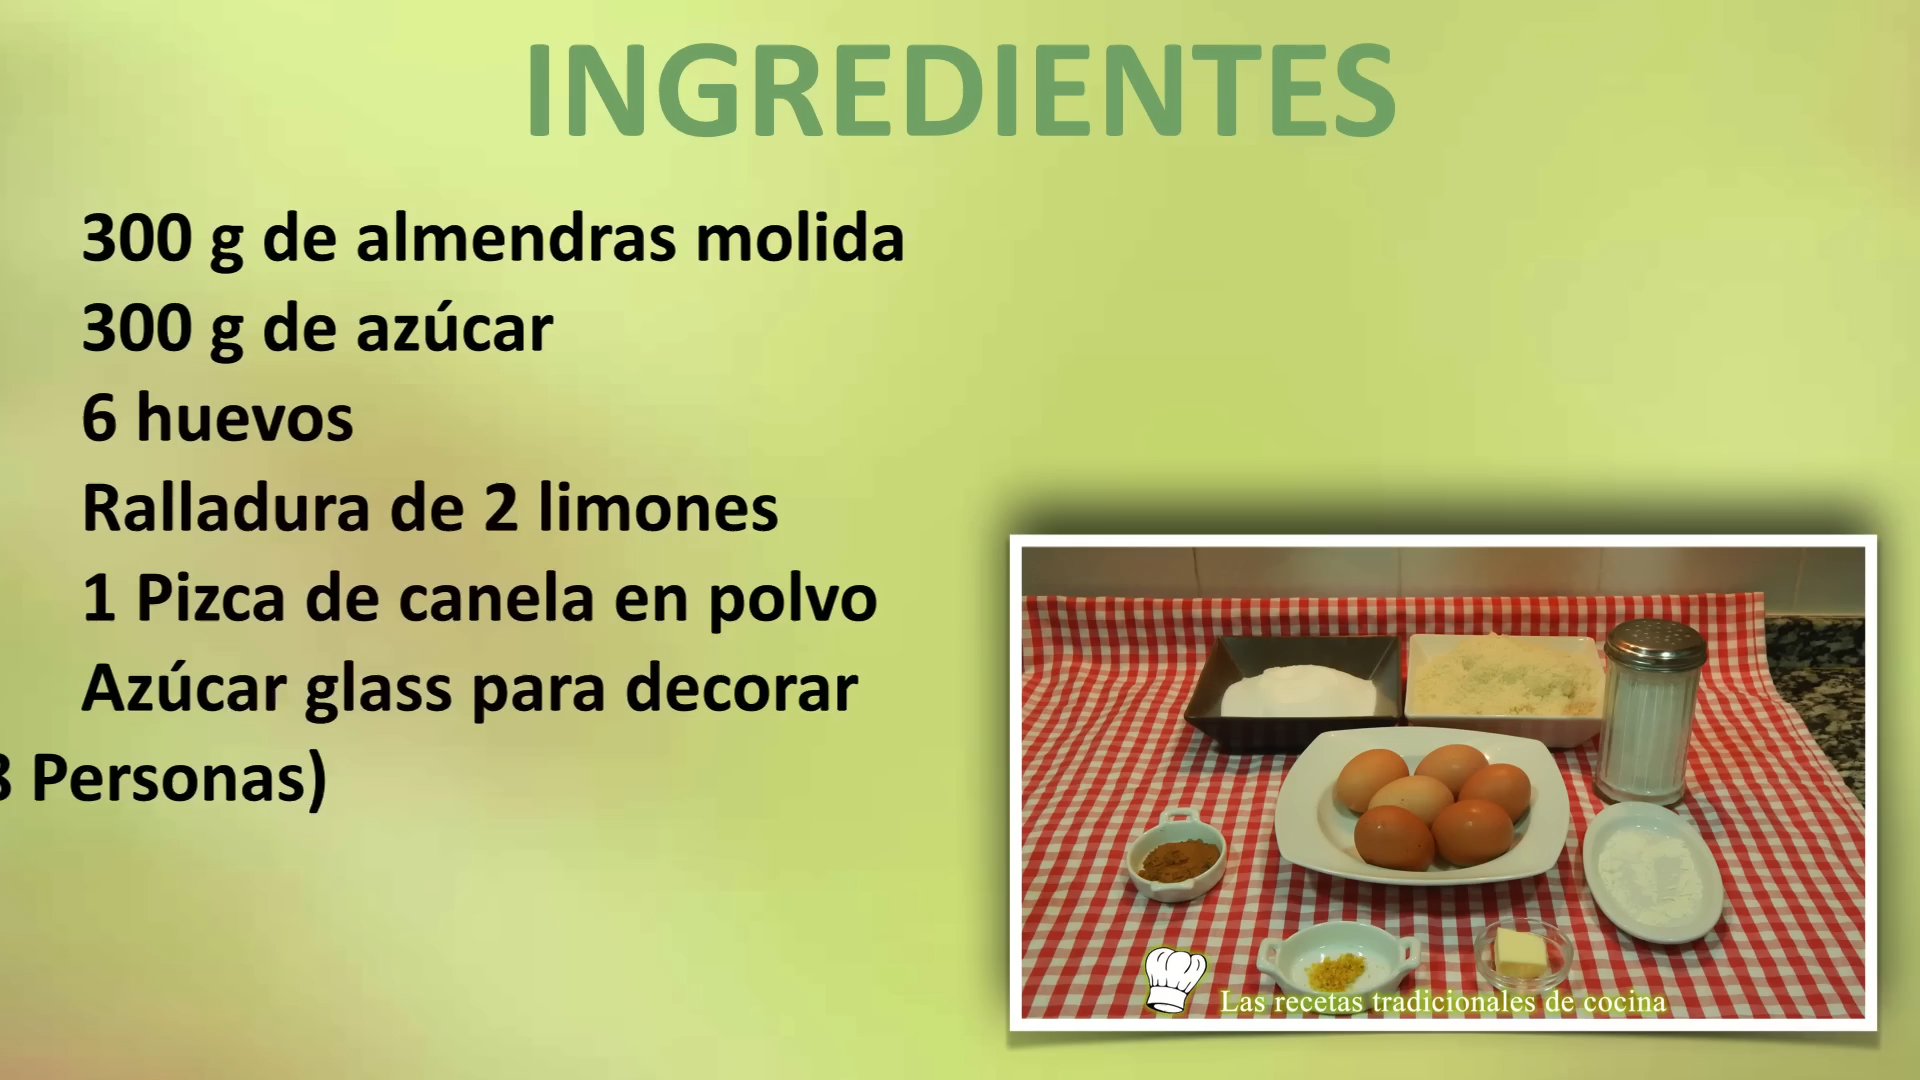 INGREDIENTES
300 g de almendras molida
300 g de azúcar
6 huevos
Ralladura de 2 limones
1 Pizca de canela en polvo
Azúcar glass para decorar
Personas)
Las recetas tradicionales de cocina